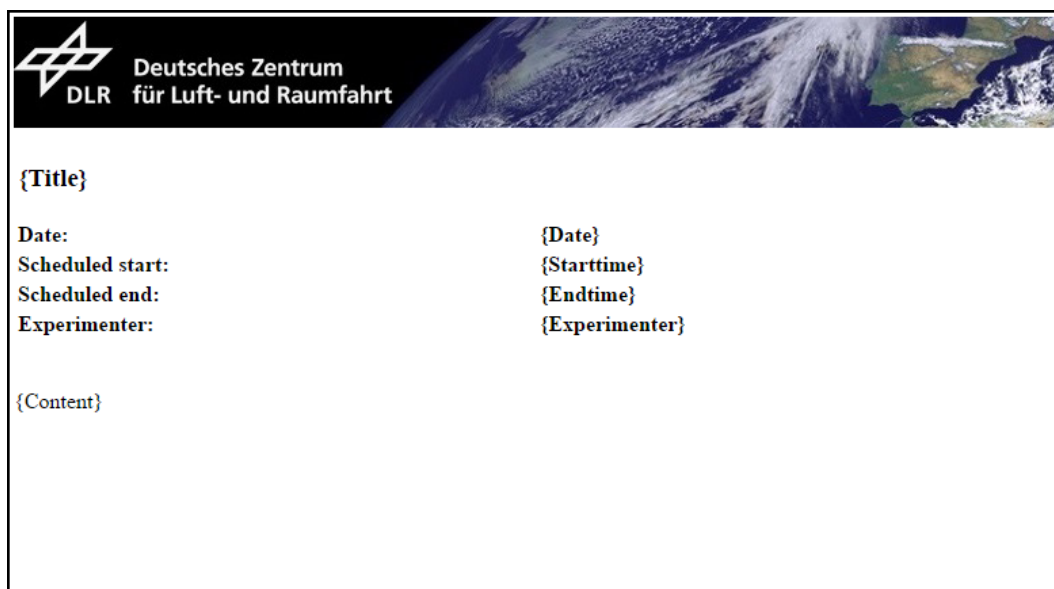 Deutsches Zentrum
DLR für Luft- und Raumfahrt
{Title}
Date: {Date}
Scheduled start: {Starttime}
Scheduled end: {Endtime}
Experimenter: {Experimenter}
{Content}